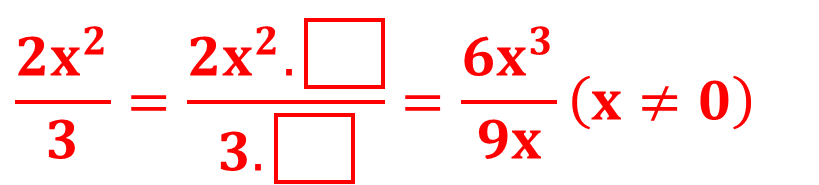 2x²/3 = 2x².□/3.□ = 6x³/9x (x ≠ 0)